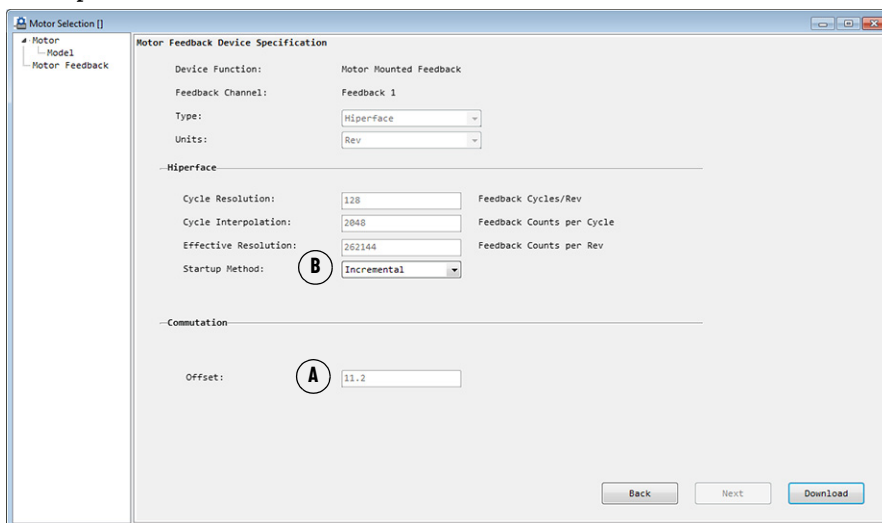 Motor Selection []
Motor
Model
Motor Feedback
Motor Feedback Device Specification
Device Function: Motor Mounted Feedback
Feedback Channel: Feedback 1
Type: Hiperface
Units: Rev
Hiperface
Cycle Resolution: 128 Feedback Cycles/Rev
Cycle Interpolation: 2048 Feedback Counts per Cycle
Effective Resolution: 262144 Feedback Counts per Rev
Startup Method: B Incremental
Commutation
Offset: A 11.2
Back Next Download